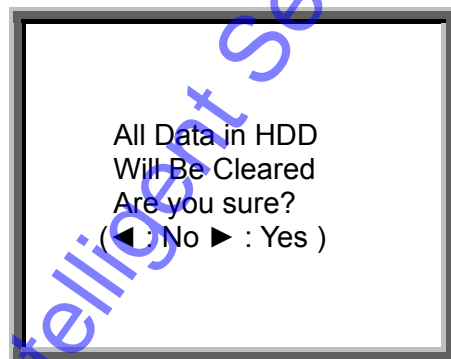 All Data in HDD
Will Be Cleared
Are you sure?
(◄ : No ► : Yes )